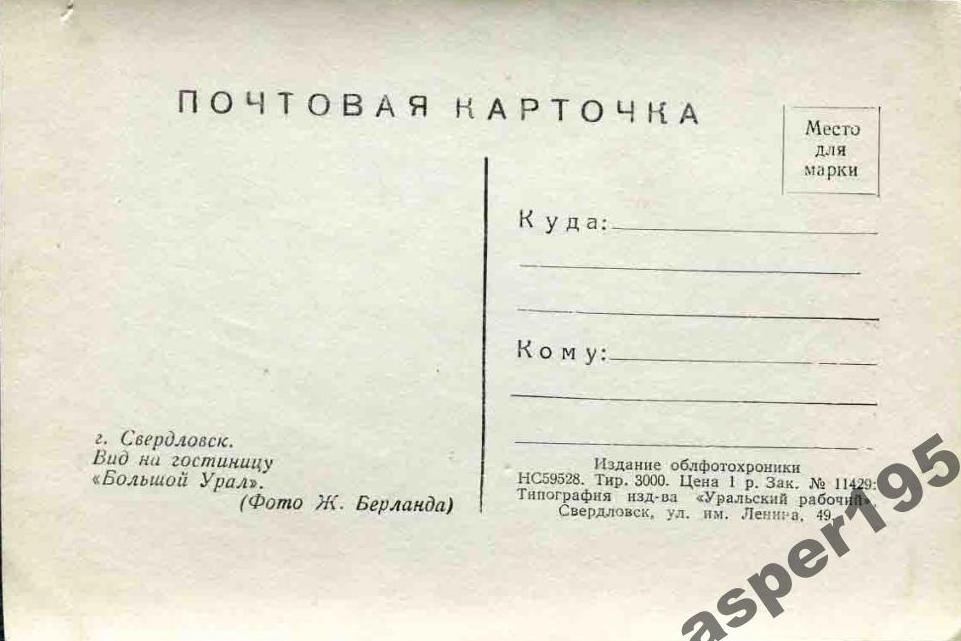 ПОЧТОВАЯ КАРТОЧКА
Место
для
марки
Куда:
Кому:
г. Свердловск.
Вид на гостиницу
«Большой Урал».
(Фото Ж. Берланда)
Издание облфотохроники
НС59528. Тир. 3000. Цена 1 р. Зак. № 11429:
Типография изд-ва «Уральский рабочий»,
Свердловск, ул. им. Ленина, 49
asper195